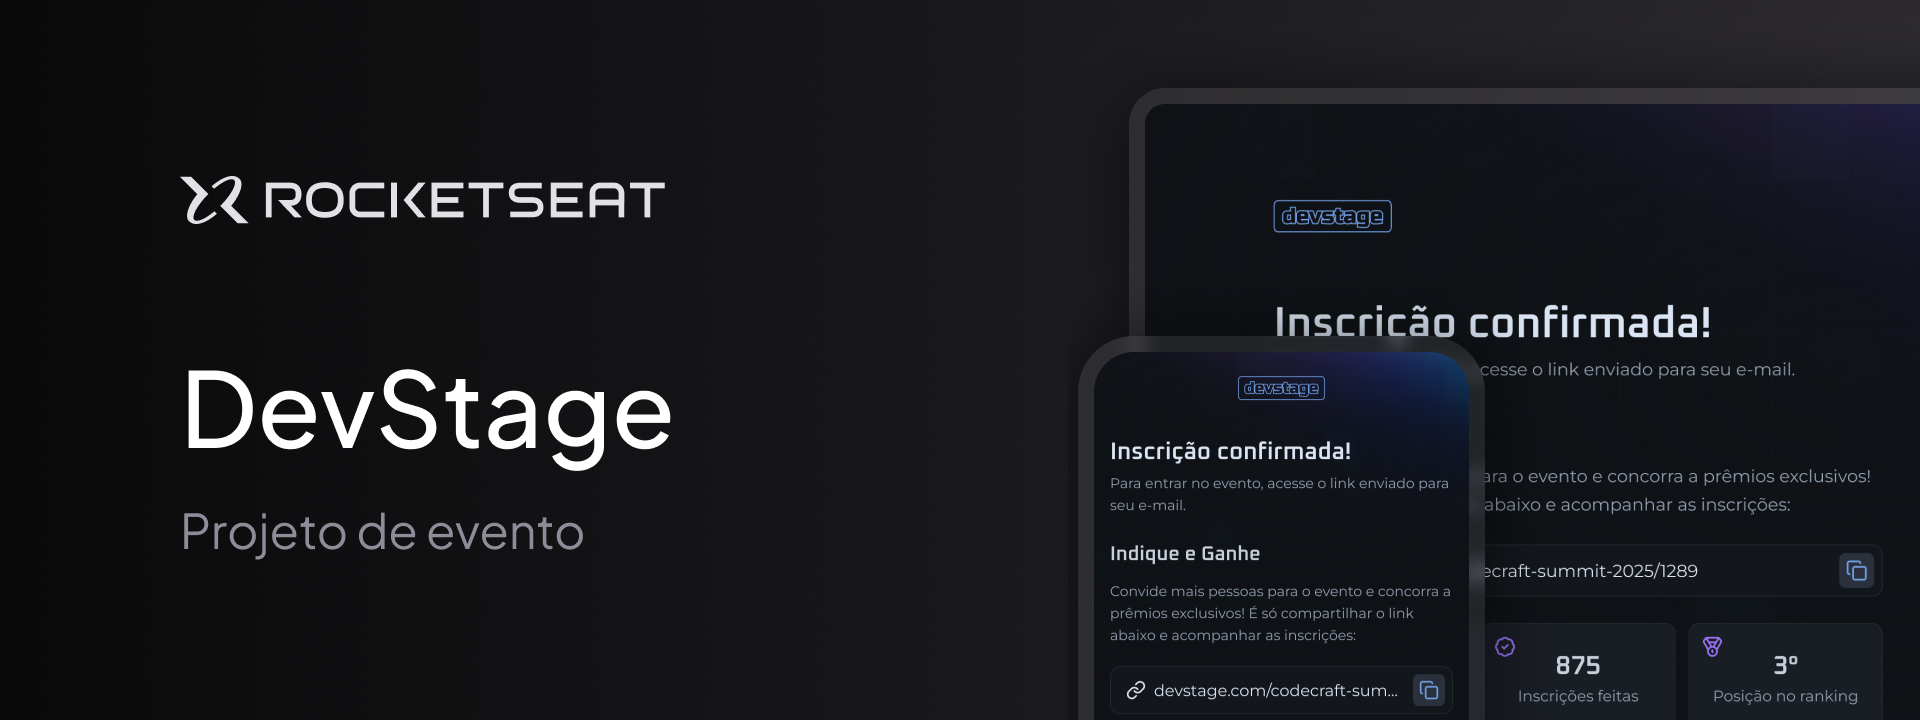 ROCKETSEAT
DevStage
Projeto de evento
devstage
Inscrição confirmada!
cesse o link enviado para seu e-mail.
ara o evento e concorra a prêmios exclusivos!
abaixo e acompanhar as inscrições:
ecraft-summit-2025/1289
875
Inscrições feitas
3º
Posição no ranking
devstage
Inscrição confirmada!
Para entrar no evento, acesse o link enviado para
seu e-mail.
Indique e Ganhe
Convide mais pessoas para o evento e concorra a
prêmios exclusivos! É só compartilhar o link
abaixo e acompanhar as inscrições:
devstage.com/codecraft-sum...